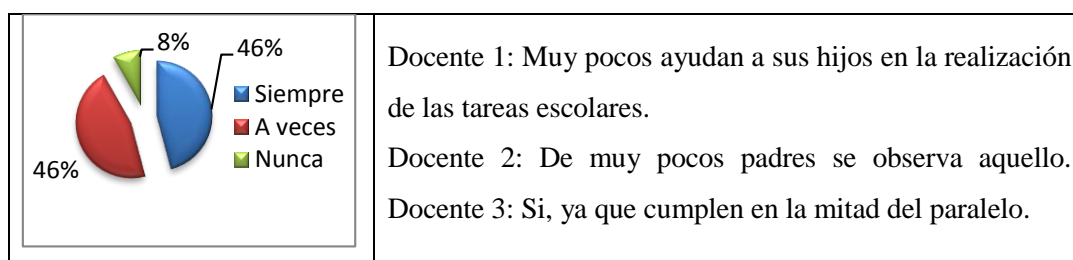 8%
46%
Siempre
A veces
Nunca
46%
Docente 1: Muy pocos ayudan a sus hijos en la realización
de las tareas escolares.
Docente 2: De muy pocos padres se observa aquello.
Docente 3: Si, ya que cumplen en la mitad del paralelo.